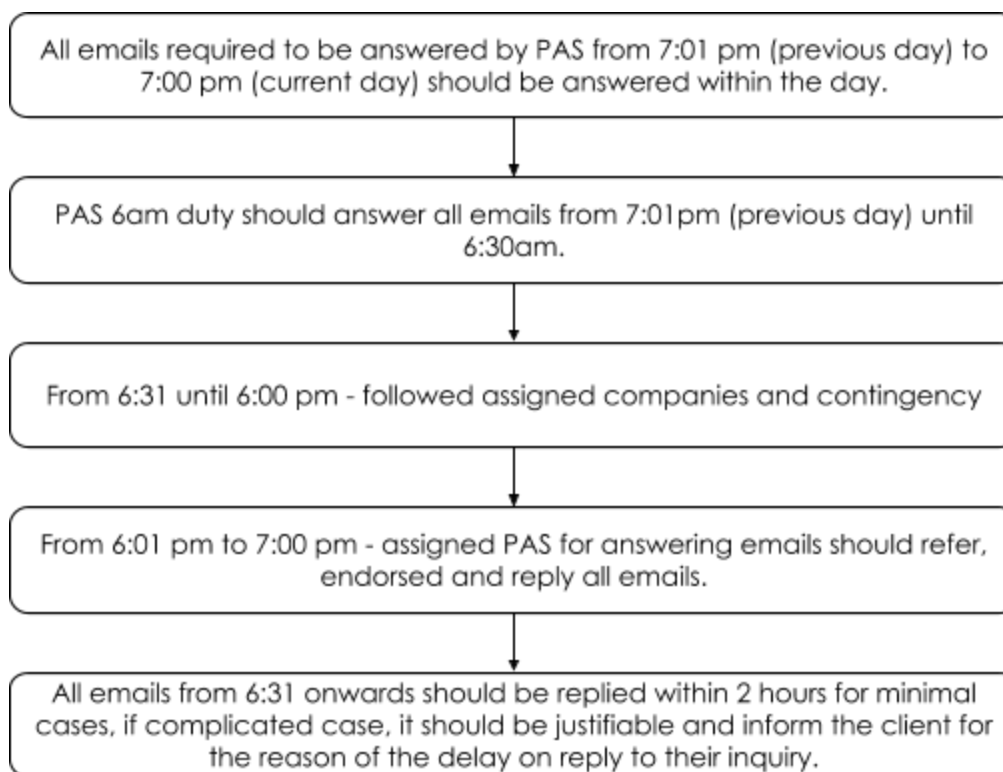 All emails required to be answered by PAS from 7:01 pm (previous day) to
7:00 pm (current day) should be answered within the day.
PAS 6am duty should answer all emails from 7:01pm (previous day) until
6:30am.
From 6:31 until 6:00 pm - followed assigned companies and contingency
From 6:01 pm to 7:00 pm - assigned PAS for answering emails should refer,
endorsed and reply all emails.
All emails from 6:31 onwards should be replied within 2 hours for minimal
cases, if complicated case, it should be justifiable and inform the client for
the reason of the delay on reply to their inquiry.